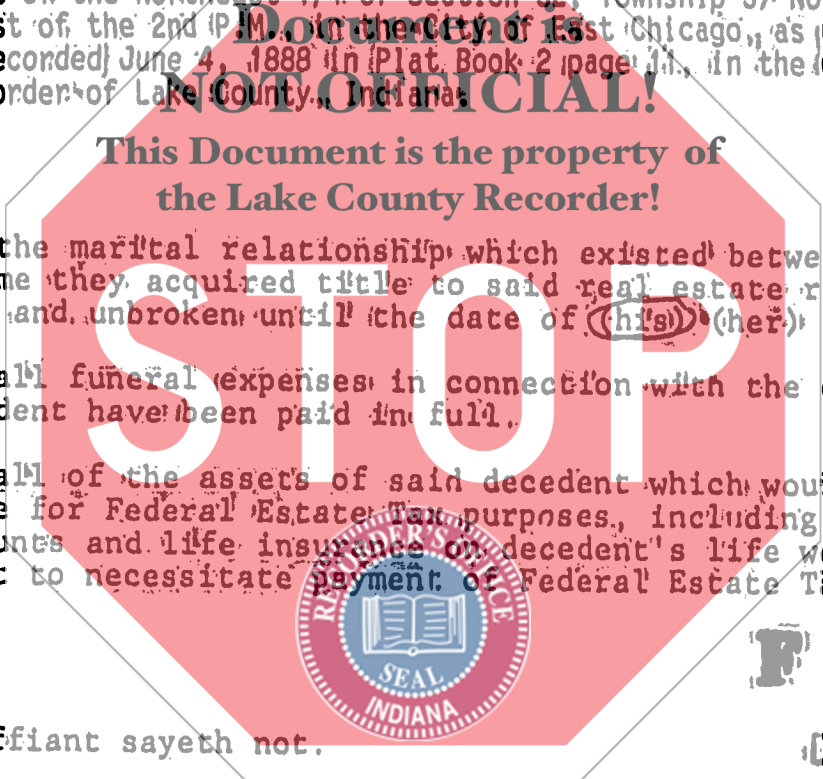 st of the 2nd P.M., in the City of East Chicago, as
Document is
ecorded June 4, 1888 in Plat Book 2 page 11, in the
order of Lake County, Indiana.
NOT OFFICIAL!
This Document is the property of
the Lake County Recorder!
the marital relationship which existed betwe
me they acquired title to said real estate r
and unbroken until the date of (his) (her)
STOP
all funeral expenses in connection with the
dent have been paid in full.
all of the assets of said decedent which woul
e for Federal Estate Tax purposes, including
unts and life insurance on decedent's life we
t to necessitate payment of Federal Estate Ta
RECORDER'S OFFICE
SEAL
INDIANA
F
ffiant sayeth not.